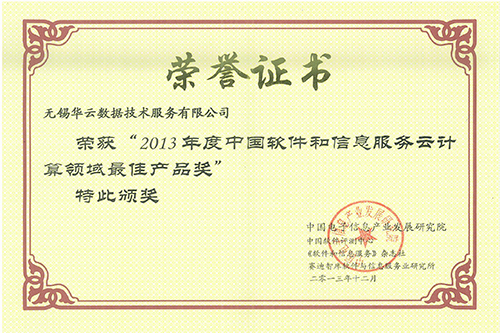 荣誉证书
无锡华云数据技术服务有限公司
荣获“2013年度中国软件和信息服务云计
算领域最佳产品奖”
特此颁奖
中国电子信息产业发展研究院
中国软件评测中心
《软件和信息服务》杂志社
赛迪智库软件与信息服务业研究所
二零一三年十二月